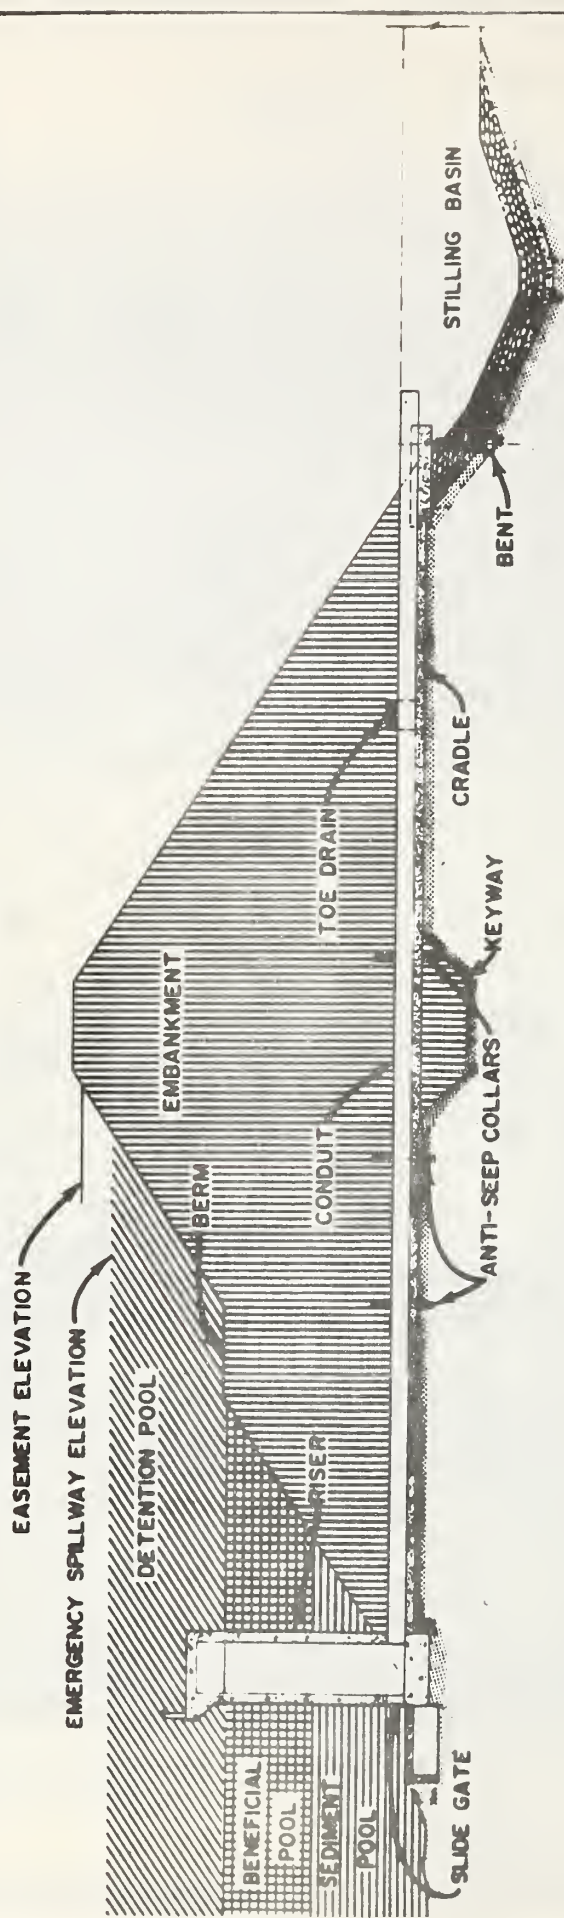 EASEMENT ELEVATION
EMERGENCY SPILLWAY ELEVATION
DETENTION POOL
BERM
EMBANKMENT
BENEFICIAL
POOL
SEDIMENT
POOL
RISER
CONDUIT
TOE DRAIN
STILLING BASIN
SLIDE GATE
ANTI-SEEP COLLARS
KEYWAY
CRADLE
BENT